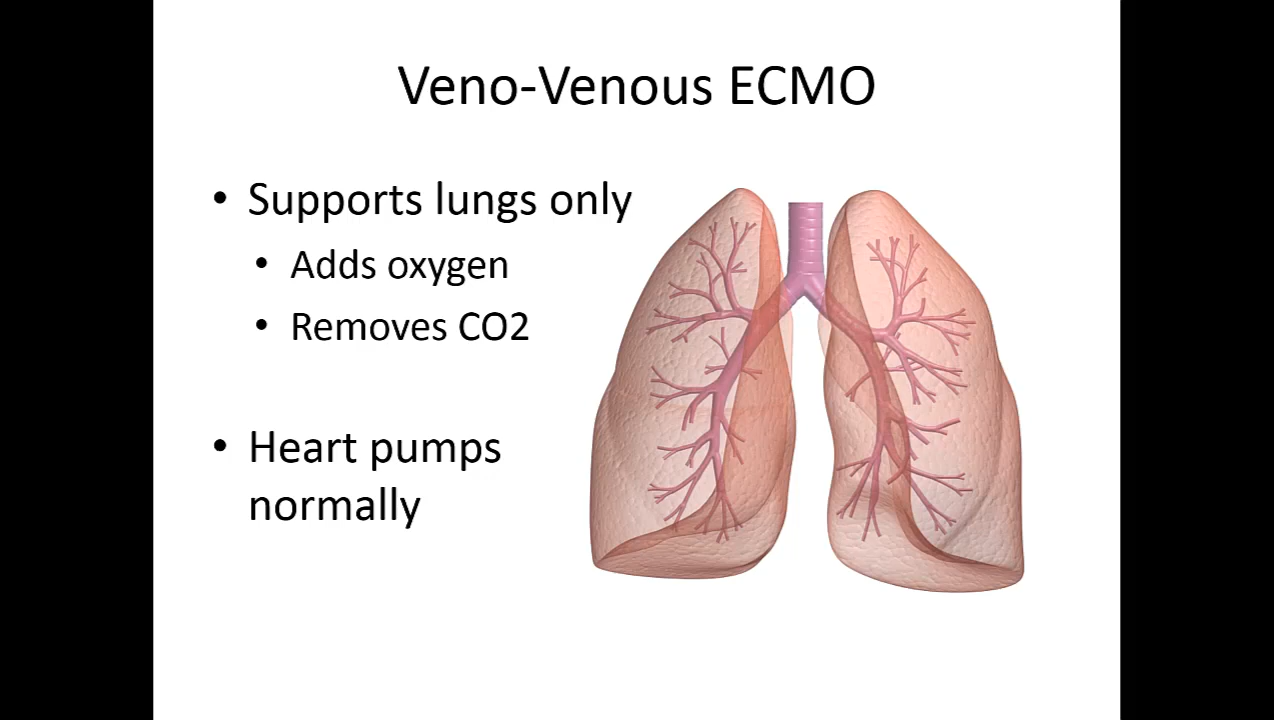 Veno-Venous ECMO
• Supports lungs only
• Adds oxygen
• Removes CO2
• Heart pumps
normally